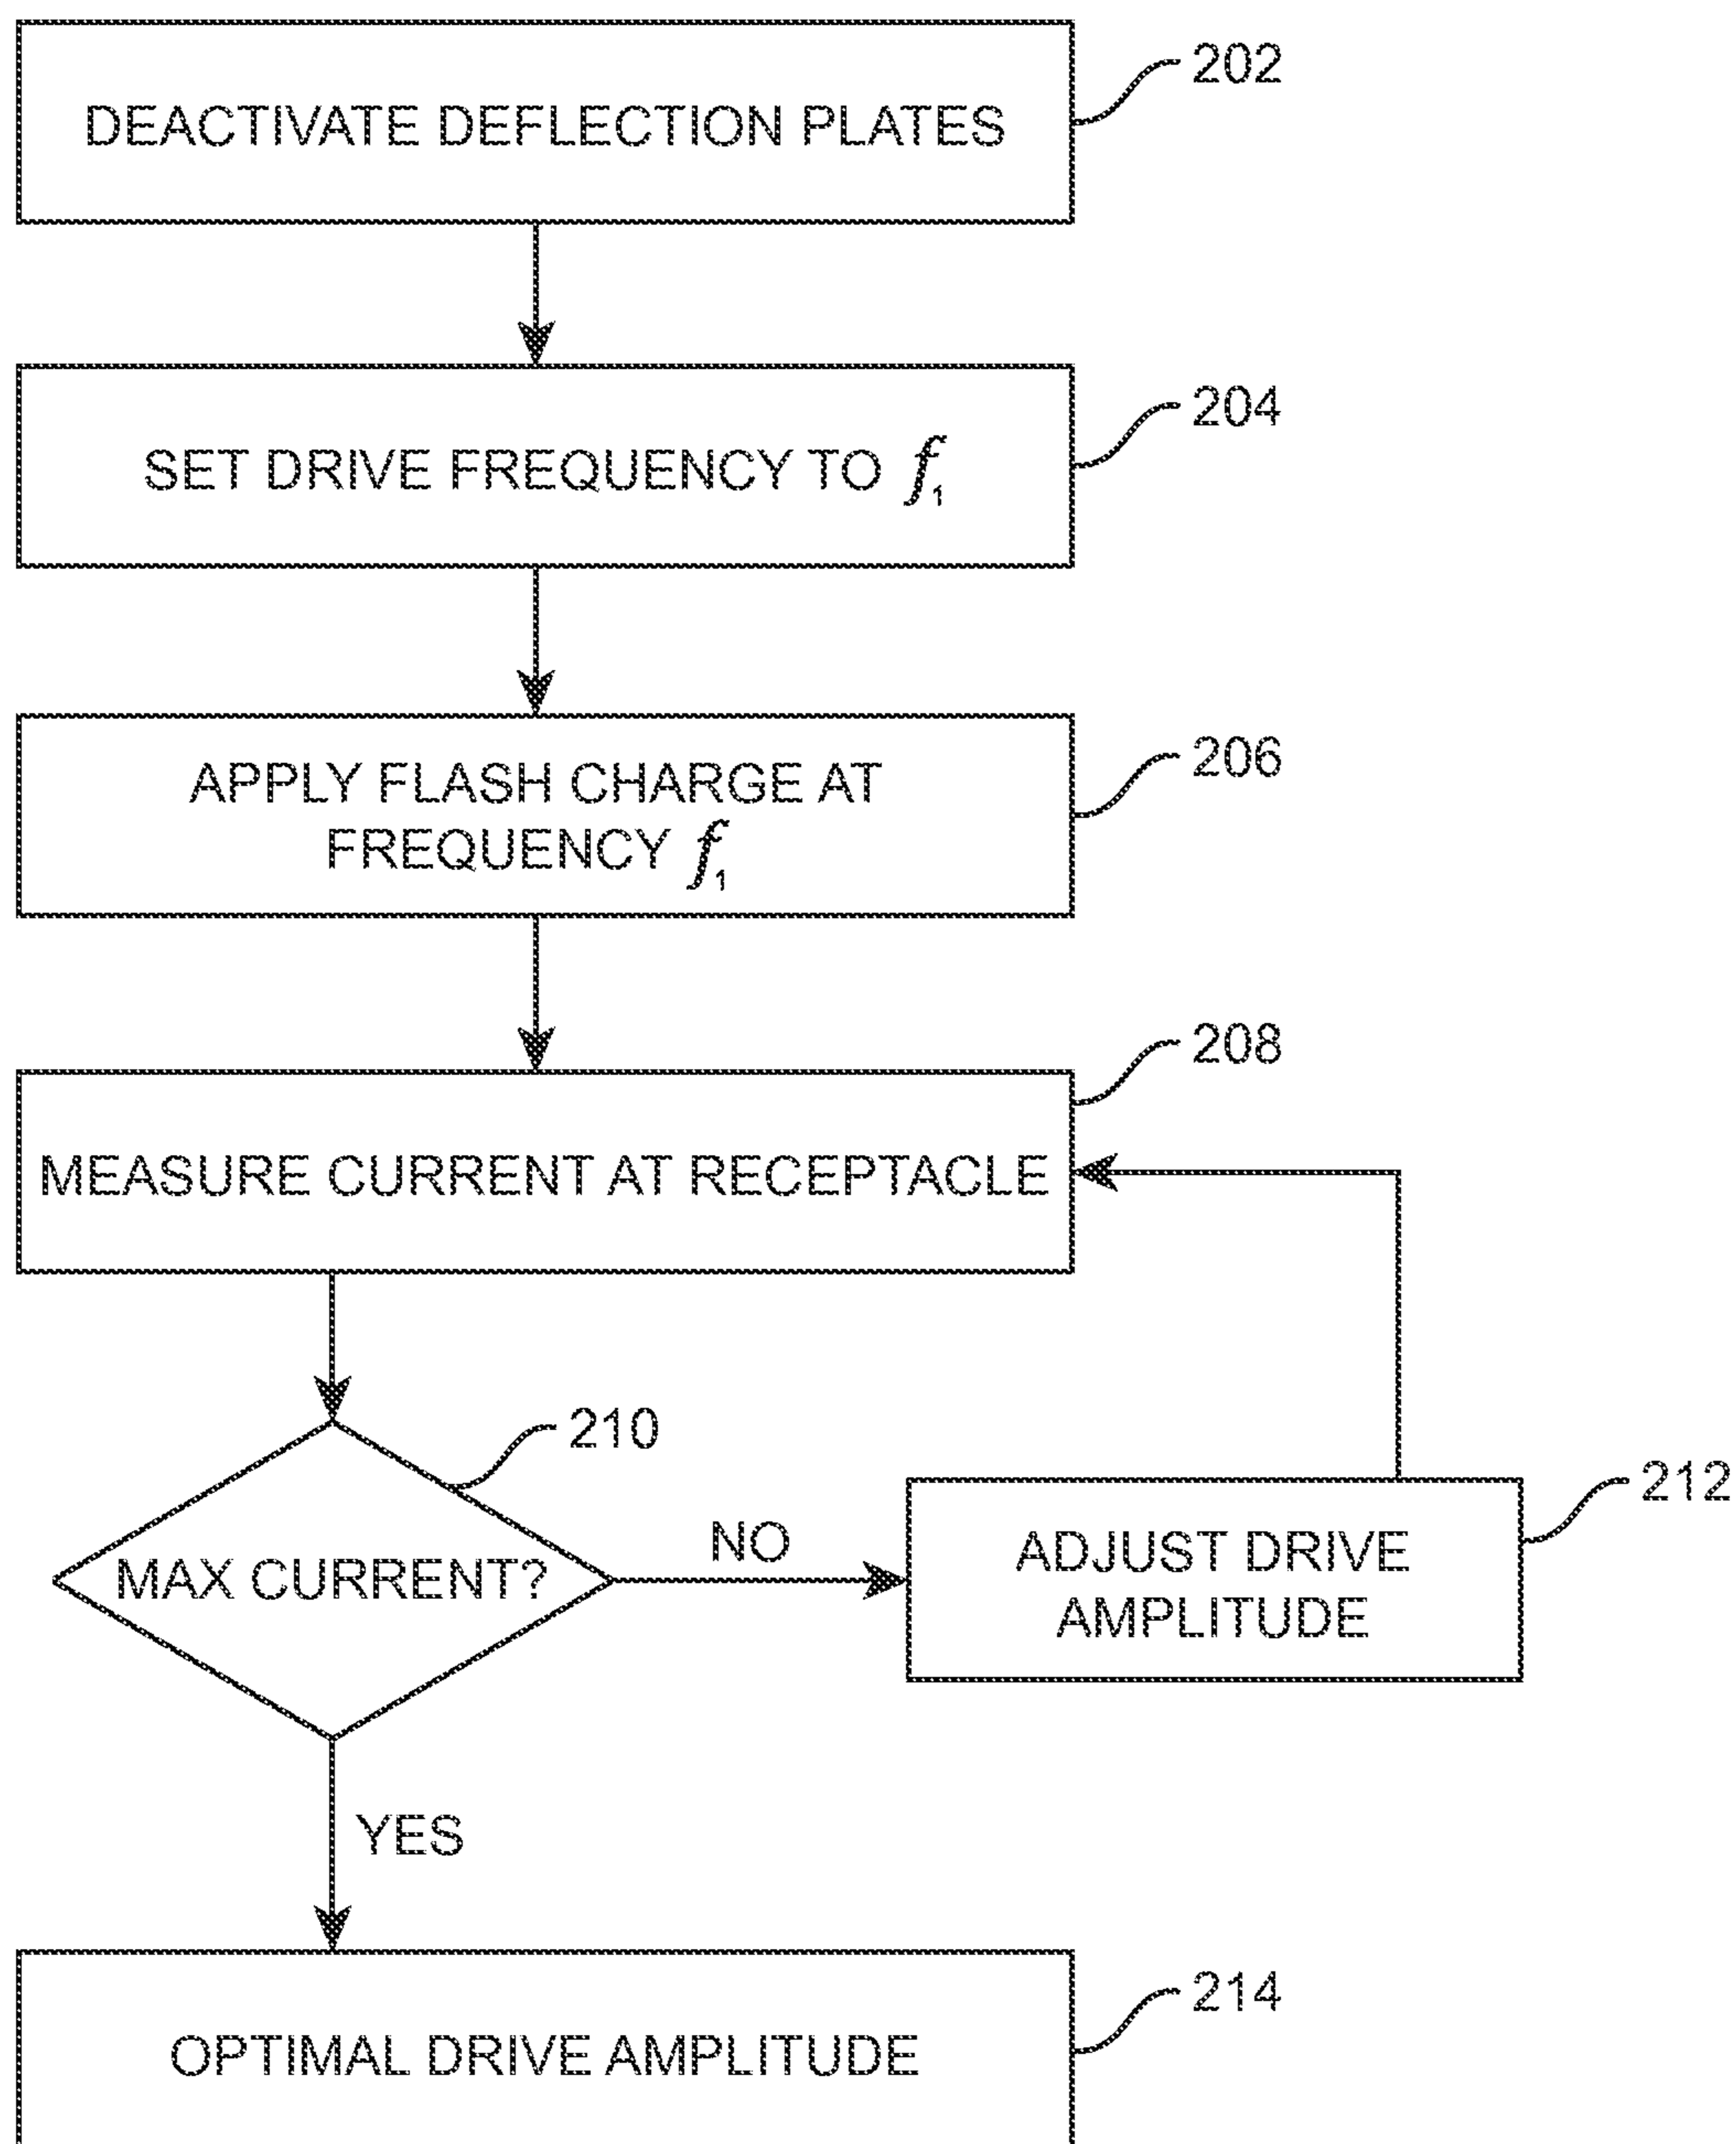 202
DEACTIVATE DEFLECTION PLATES
204
SET DRIVE FREQUENCY TO f₁
206
APPLY FLASH CHARGE AT
FREQUENCY f₁
208
MEASURE CURRENT AT RECEPTACLE
210
MAX CURRENT?
NO
212
ADJUST DRIVE
AMPLITUDE
YES
214
OPTIMAL DRIVE AMPLITUDE